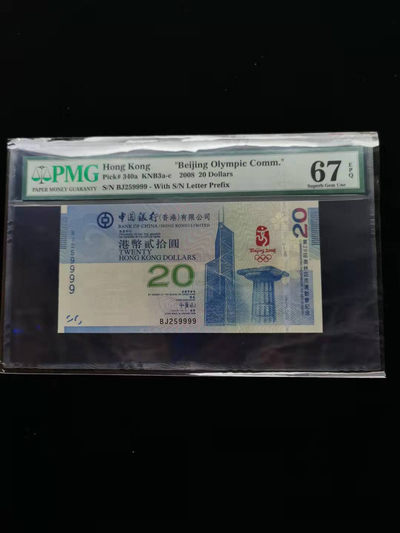 PMG
PAPER MONEY GUARANTY
Hong Kong "Beijing Olympic Comm."
Pick# 340a KNB3a-c 2008 20 Dollars
S/N BJ259999 - With S/N Letter Prefix
67 EPQ
Superb Gem Unc
中國銀行(香港)有限公司
BANK OF CHINA (HONG KONG) LIMITED
港幣貳拾圓
TWENTY
HONG KONG DOLLARS
20
BJ259999
Beijing 2008
20